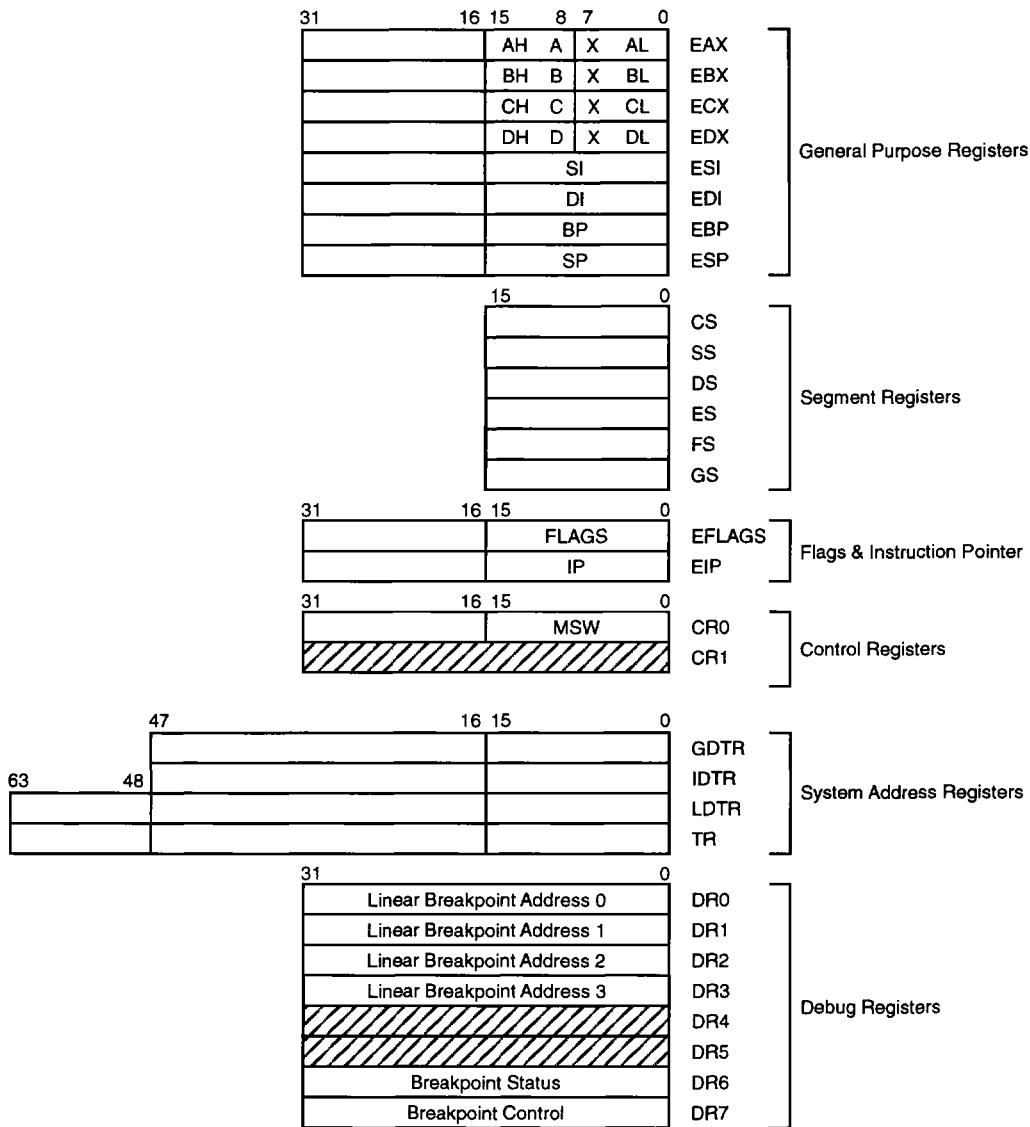 31 16 15 8 7 0
AH A X AL EAX
BH B X BL EBX
CH C X CL ECX
DH D X DL EDX
SI ESI
DI EDI
BP EBP
SP ESP
General Purpose Registers
15 0
CS
SS
DS
ES
FS
GS
Segment Registers
31 16 15 0
FLAGS EFLAGS
IP EIP
Flags & Instruction Pointer
31 16 15 0
MSW CR0
CR1
Control Registers
47 16 15 0
GDTR
63 48 IDTR
LDTR
TR
System Address Registers
31 0
Linear Breakpoint Address 0 DR0
Linear Breakpoint Address 1 DR1
Linear Breakpoint Address 2 DR2
Linear Breakpoint Address 3 DR3
DR4
DR5
Breakpoint Status DR6
Breakpoint Control DR7
Debug Registers